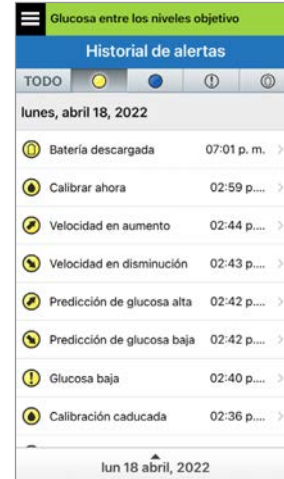 Glucosa entre los niveles objetivo
Historial de alertas
TODO
lunes, abril 18, 2022
Batería descargada 07:01 p. m.
Calibrar ahora 02:59 p....
Velocidad en aumento 02:44 p....
Velocidad en disminución 02:43 p....
Predicción de glucosa alta 02:42 p....
Predicción de glucosa baja 02:42 p....
Glucosa baja 02:40 p....
Calibración caducada 02:36 p....
lun 18 abril, 2022